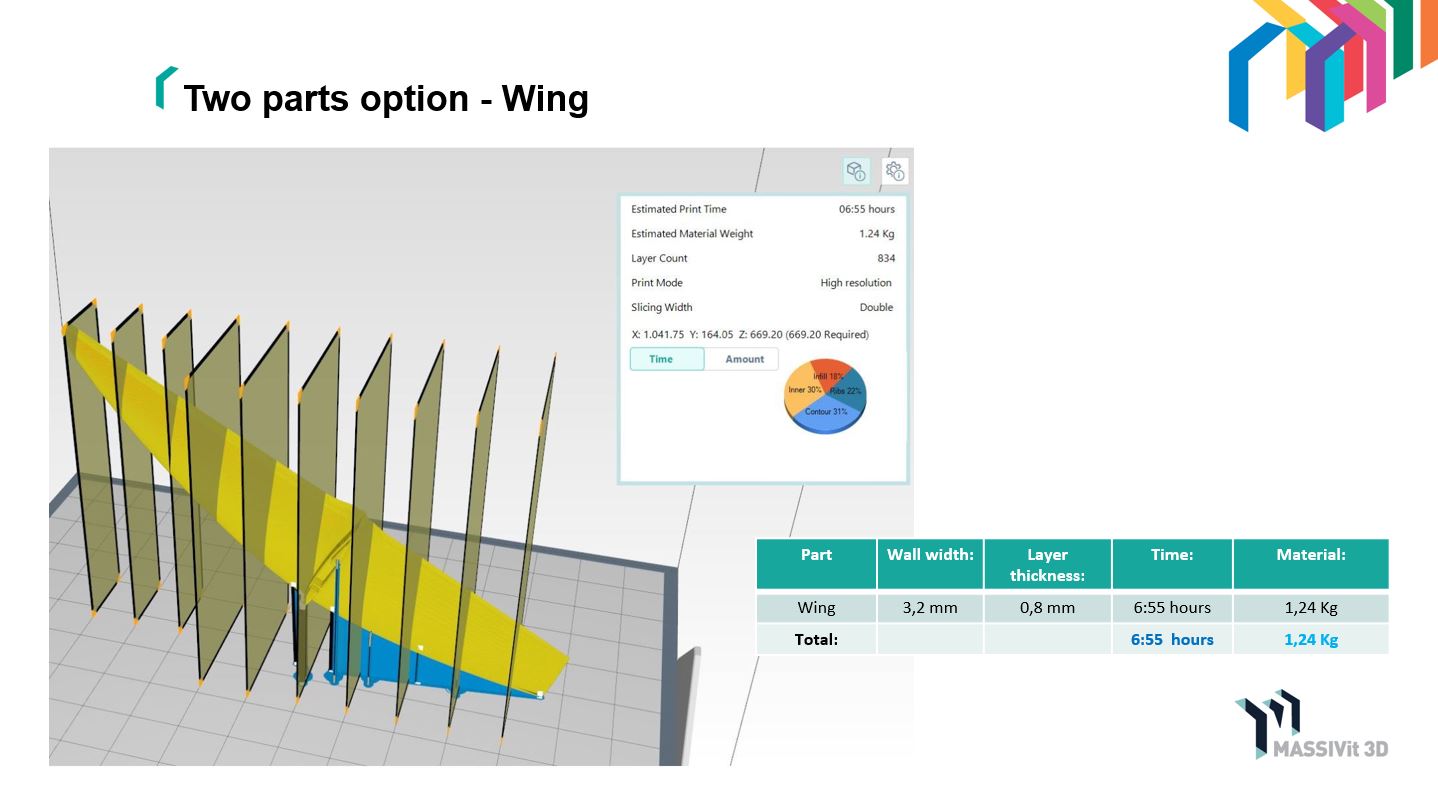 Two parts option - Wing
Estimated Print Time 06:55 hours
Estimated Material Weight 1.24 Kg
Layer Count 834
Print Mode High resolution
Slicing Width Double
X: 1.041.75 Y: 164.05 Z: 669.20 (669.20 Required)
Time Amount
Infill 18%
Inner 30% Ribs 22%
Contour 31%
Part Wall width: Layer thickness: Time: Material:
Wing 3,2 mm 0,8 mm 6:55 hours 1,24 Kg
Total: 6:55 hours 1,24 Kg
MASSIVit 3D